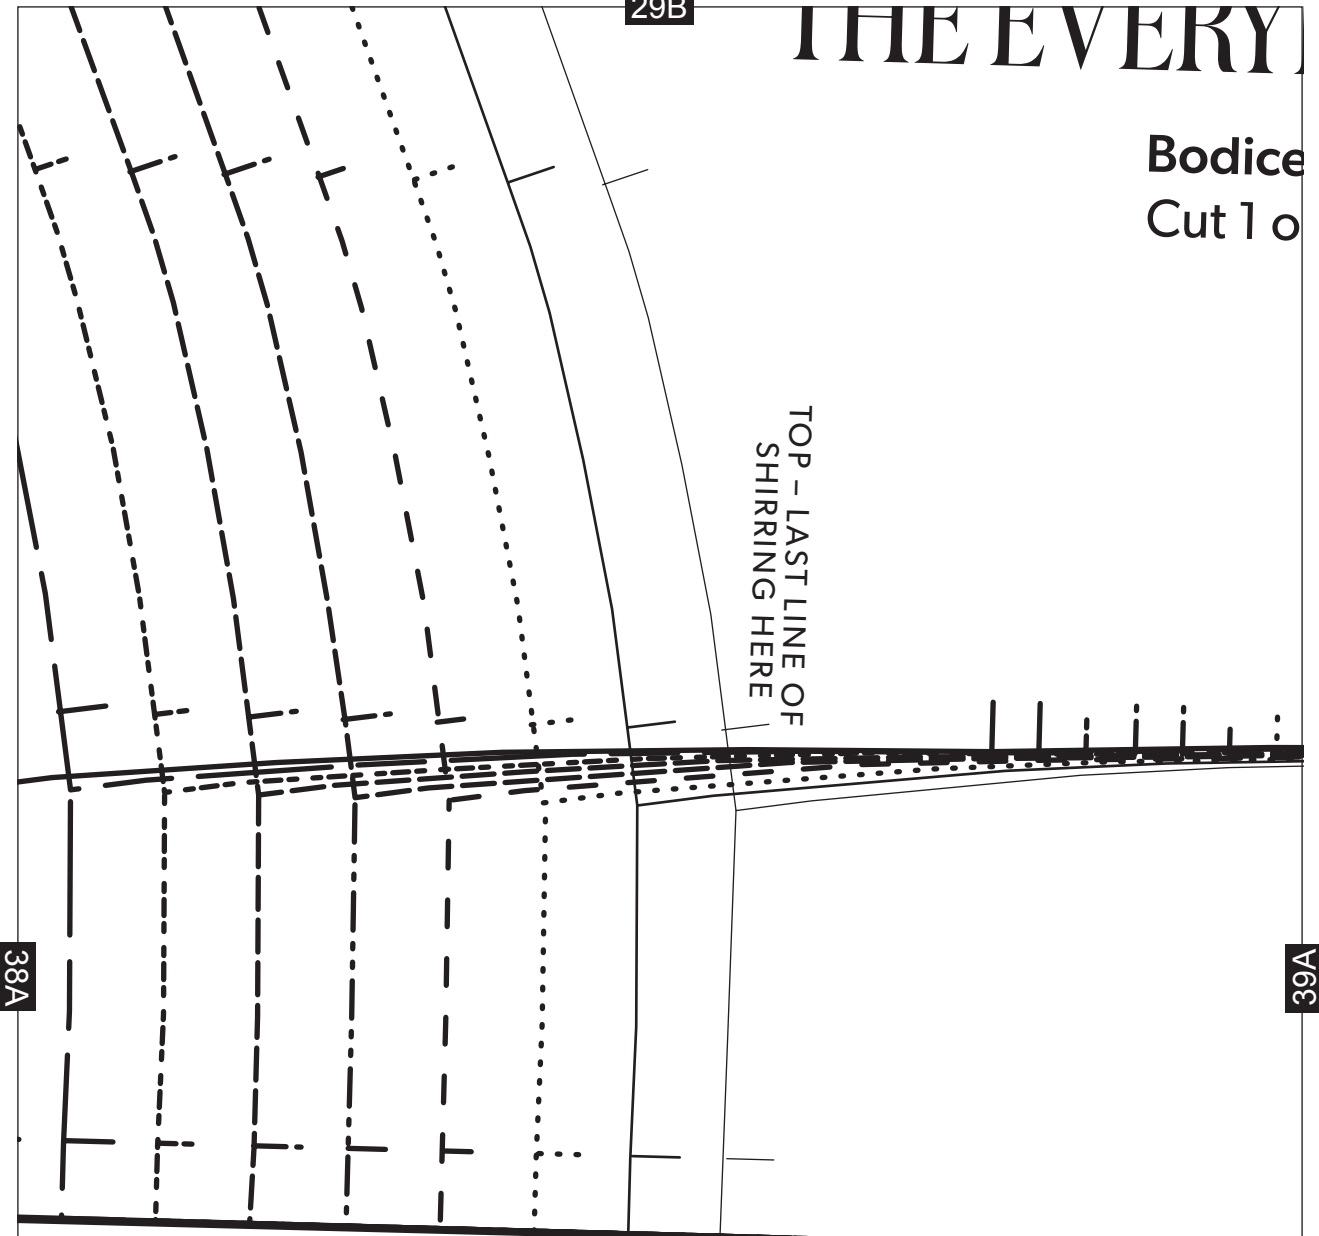 29B
THE EVERY
Bodice
Cut 1 o
TOP – LAST LINE OF
SHIRRING HERE
38A
39A